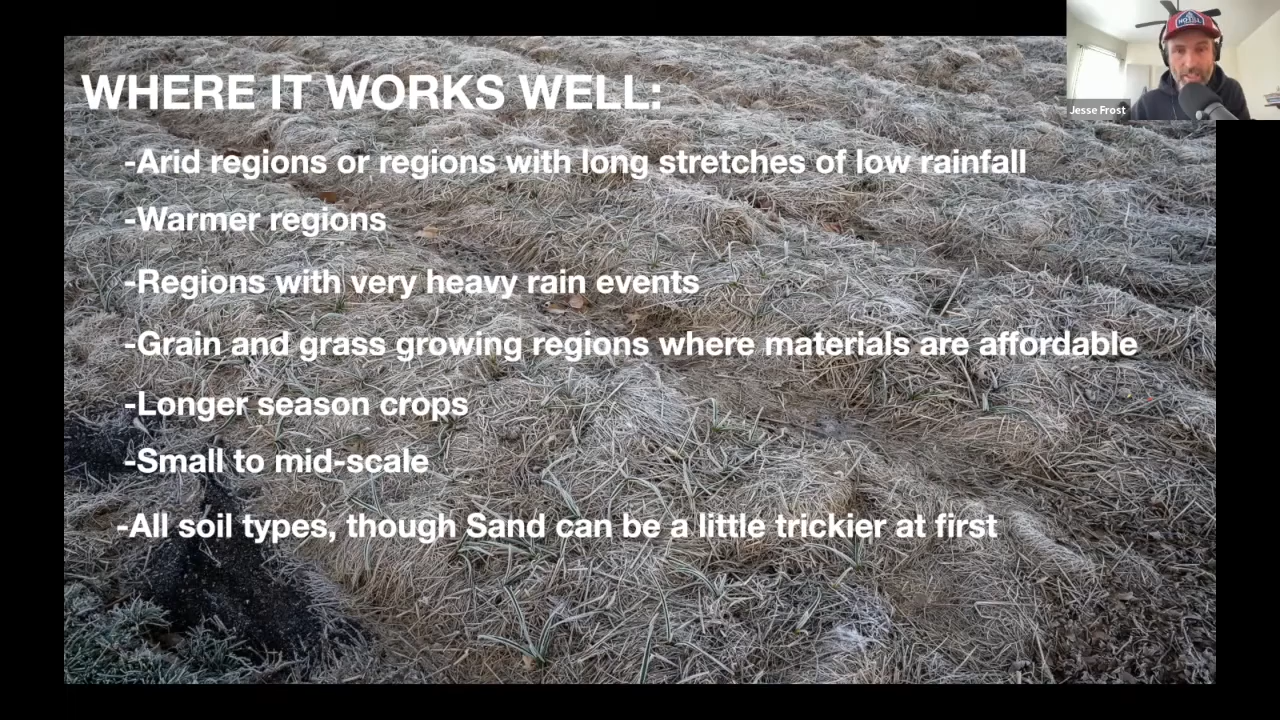 WHERE IT WORKS WELL:
-Arid regions or regions with long stretches of low rainfall
-Warmer regions
-Regions with very heavy rain events
-Grain and grass growing regions where materials are affordable
-Longer season crops
-Small to mid-scale
-All soil types, though Sand can be a little trickier at first
Jesse Frost